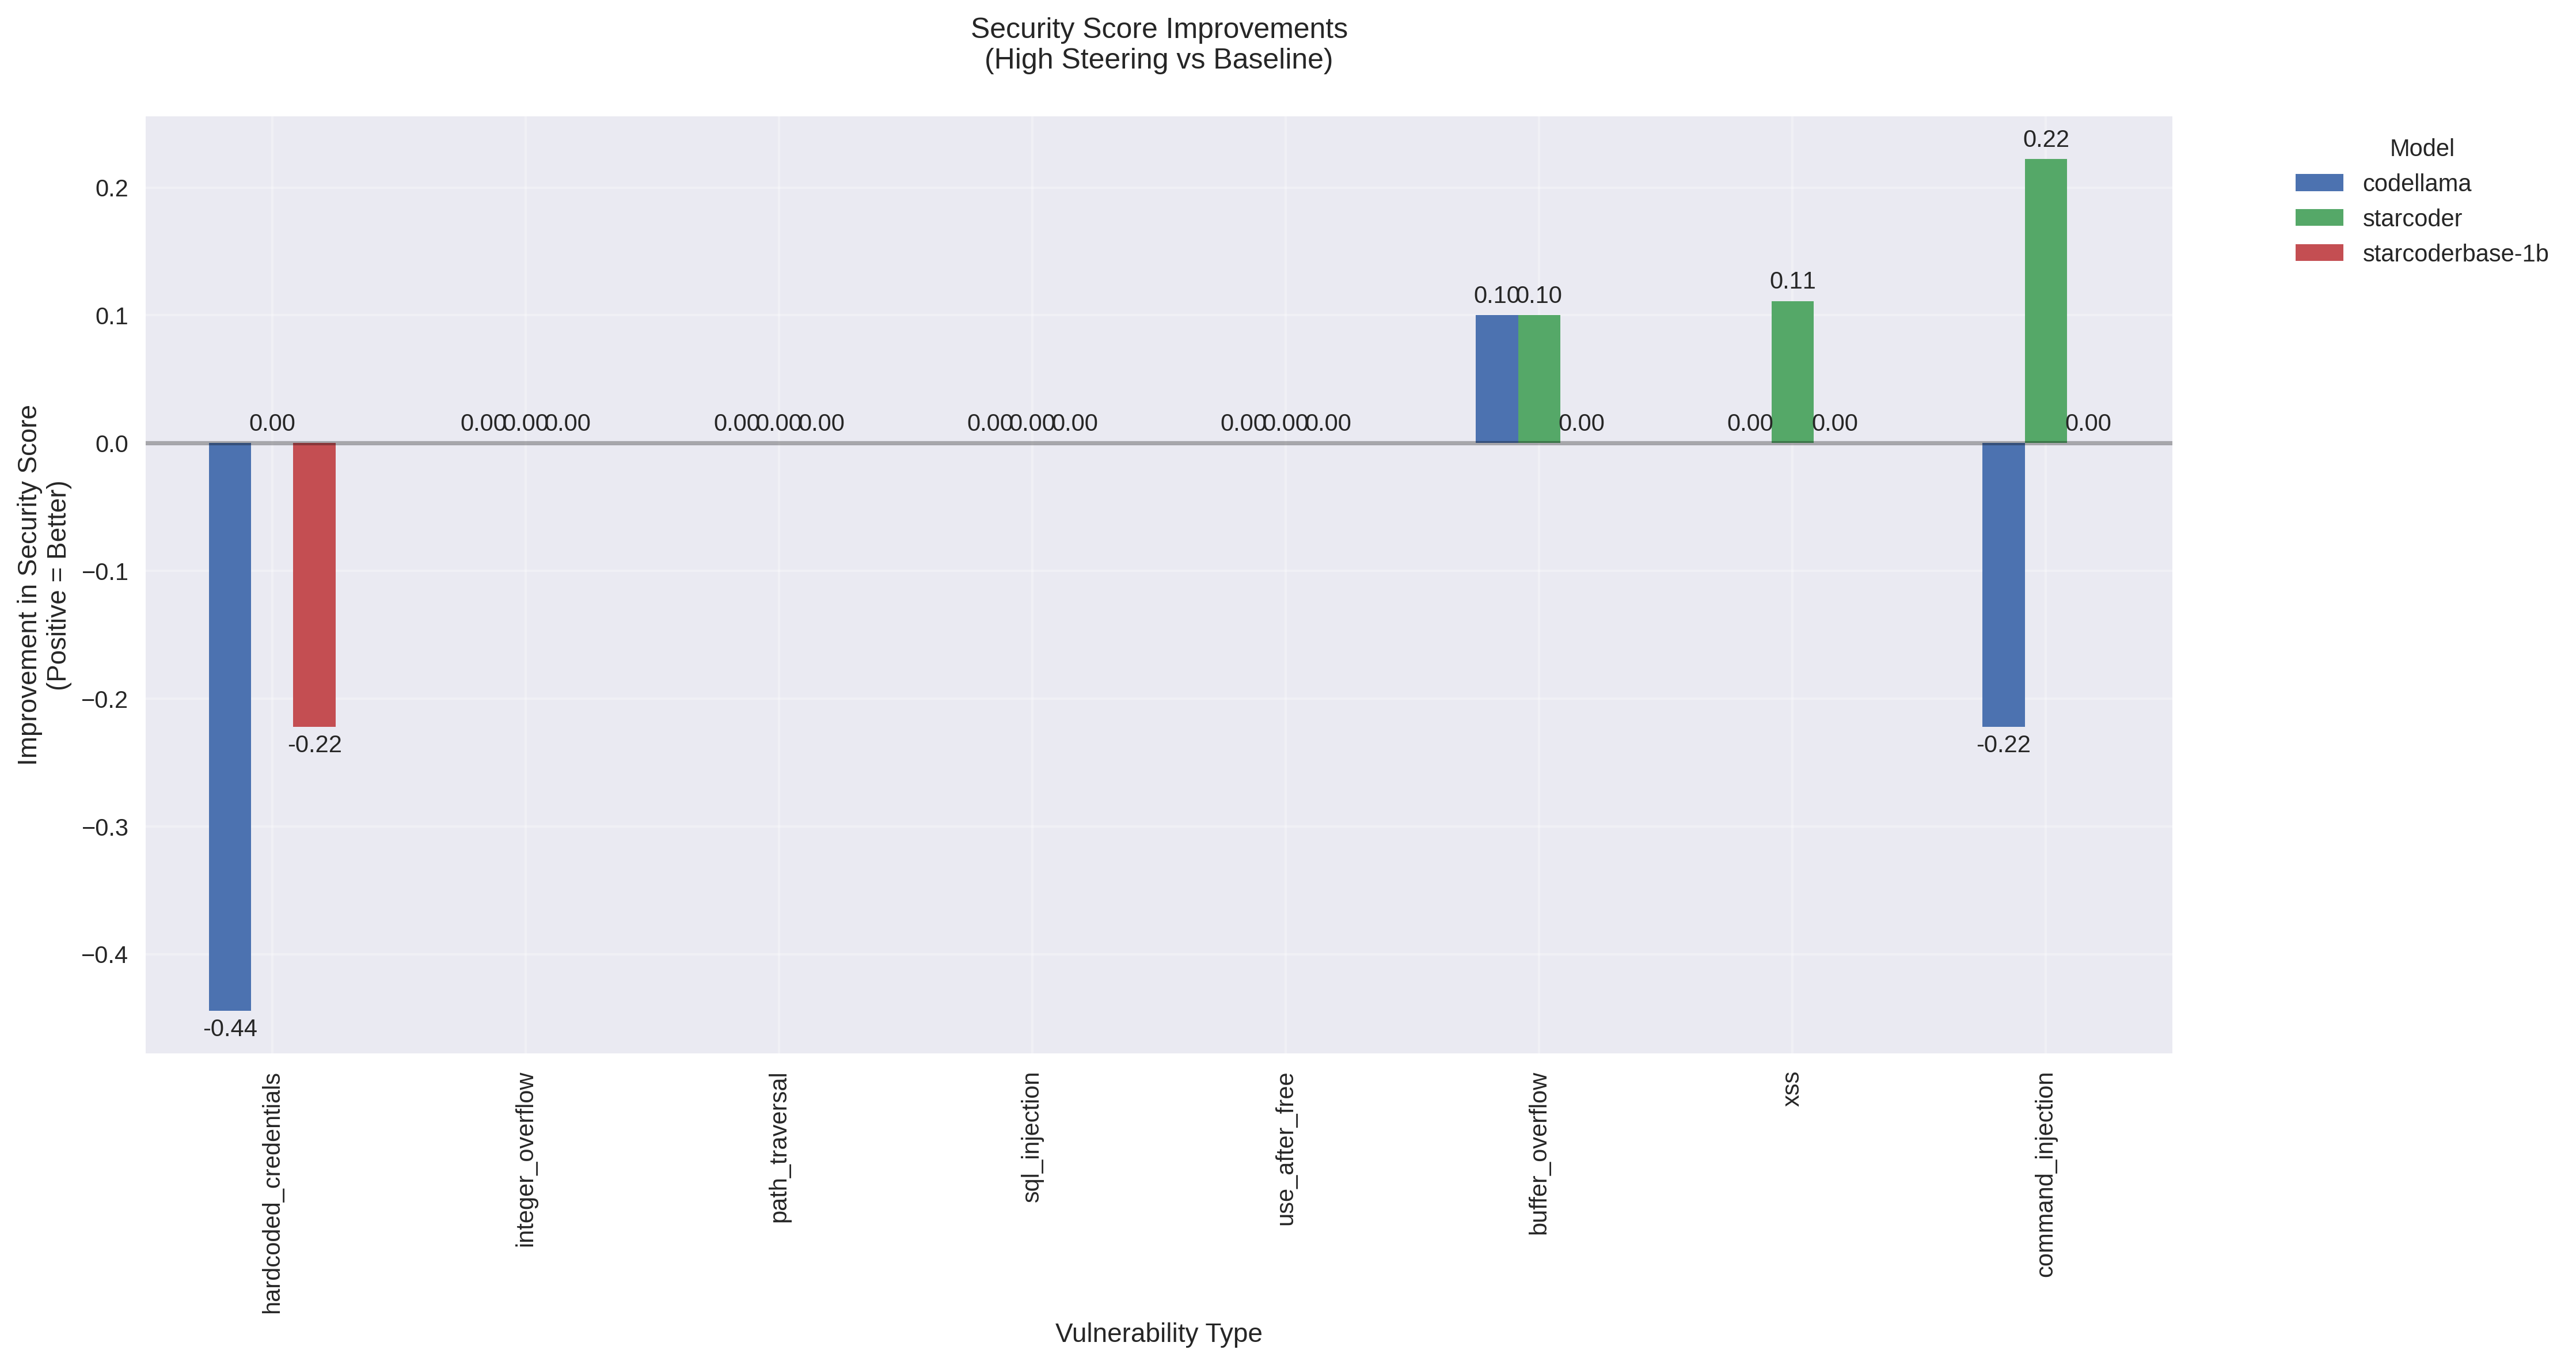 Security Score Improvements
(High Steering vs Baseline)
Improvement in Security Score
(Positive = Better)
0.2
0.1
0.0
−0.1
−0.2
−0.3
−0.4
-0.44
0.00
-0.22
0.00 0.00 0.00
0.00 0.00 0.00
0.00 0.00 0.00
0.00 0.00 0.00
0.10 0.10 0.00
0.00 0.11 0.00
-0.22 0.22 0.00
hardcoded_credentials
integer_overflow
path_traversal
sql_injection
use_after_free
buffer_overflow
xss
command_injection
Vulnerability Type
Model
codellama
starcoder
starcoderbase-1b